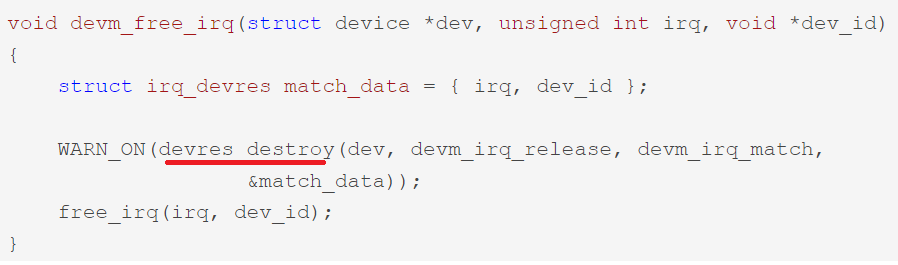 void devm_free_irq(struct device *dev, unsigned int irq, void *dev_id)
{
    struct irq_devres match_data = { irq, dev_id };
    WARN_ON(devres_destroy(dev, devm_irq_release, devm_irq_match,
                   &match_data));
    free_irq(irq, dev_id);
}